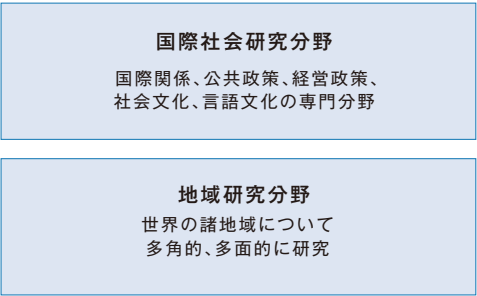 国際社会研究分野
国際関係、公共政策、経営政策、
社会文化、言語文化の専門分野
地域研究分野
世界の諸地域について
多角的、多面的に研究